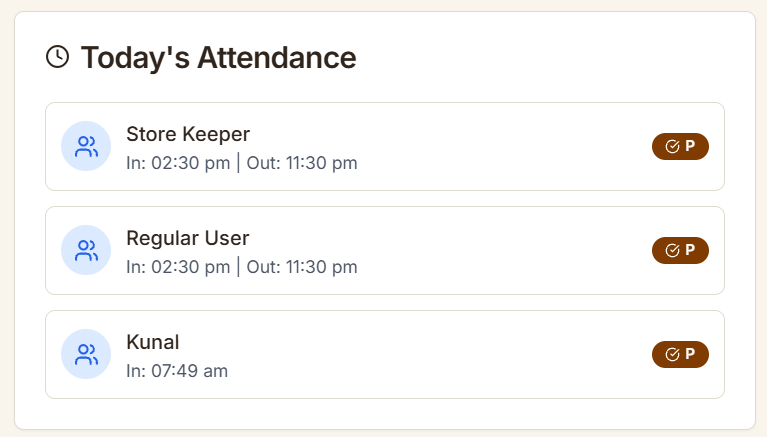 Today's Attendance
Store Keeper
In: 02:30 pm | Out: 11:30 pm
P
Regular User
In: 02:30 pm | Out: 11:30 pm
P
Kunal
In: 07:49 am
P